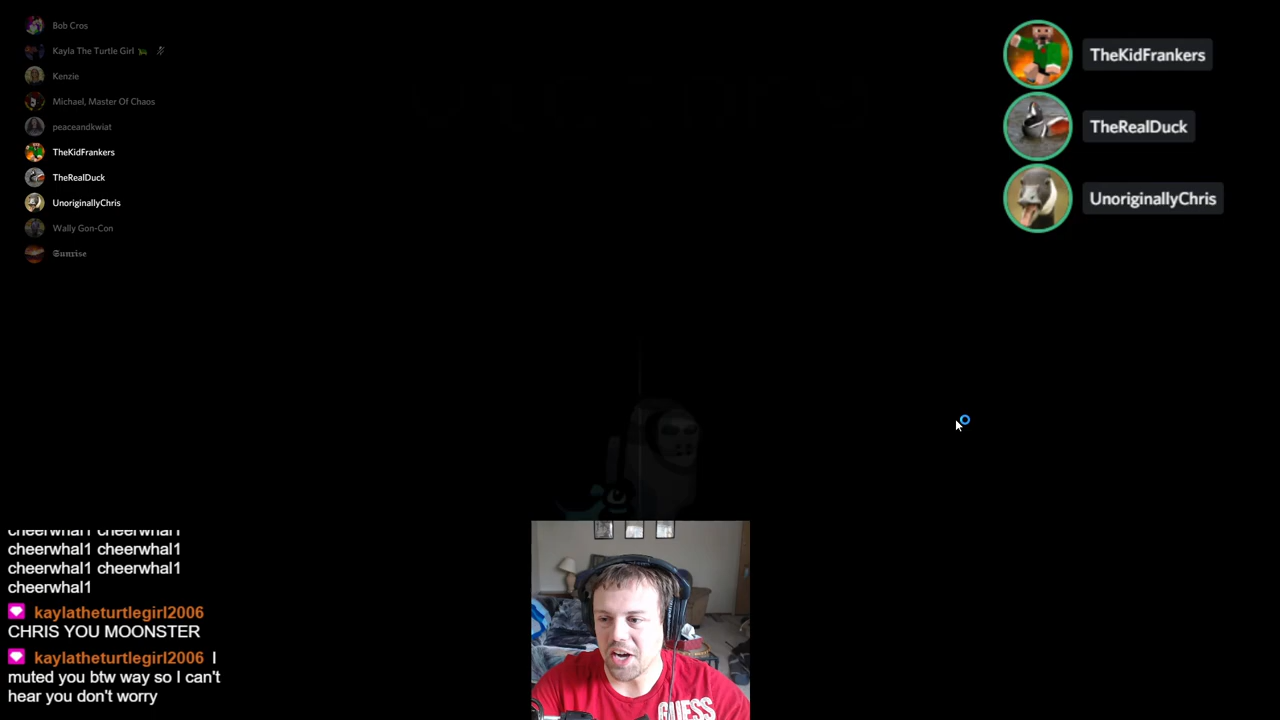 Bob Cros
Kayla The Turtle Girl
Kenzie
Michael, Master Of Chaos
peaceandkwiat
TheKidFrankers
TheRealDuck
UnoriginallyChris
Wally Gon-Con
𝕾𝖚𝖓𝖗𝖎𝖘𝖊
TheKidFrankers
TheRealDuck
UnoriginallyChris
cheerwhal1 cheerwhal1
cheerwhal1 cheerwhal1
cheerwhal1 cheerwhal1
cheerwhal1
kaylatheturtlegirl2006
CHRIS YOU MOONSTER
kaylatheturtlegirl2006 I
muted you btw way so I can't
hear you don't worry
GUESS